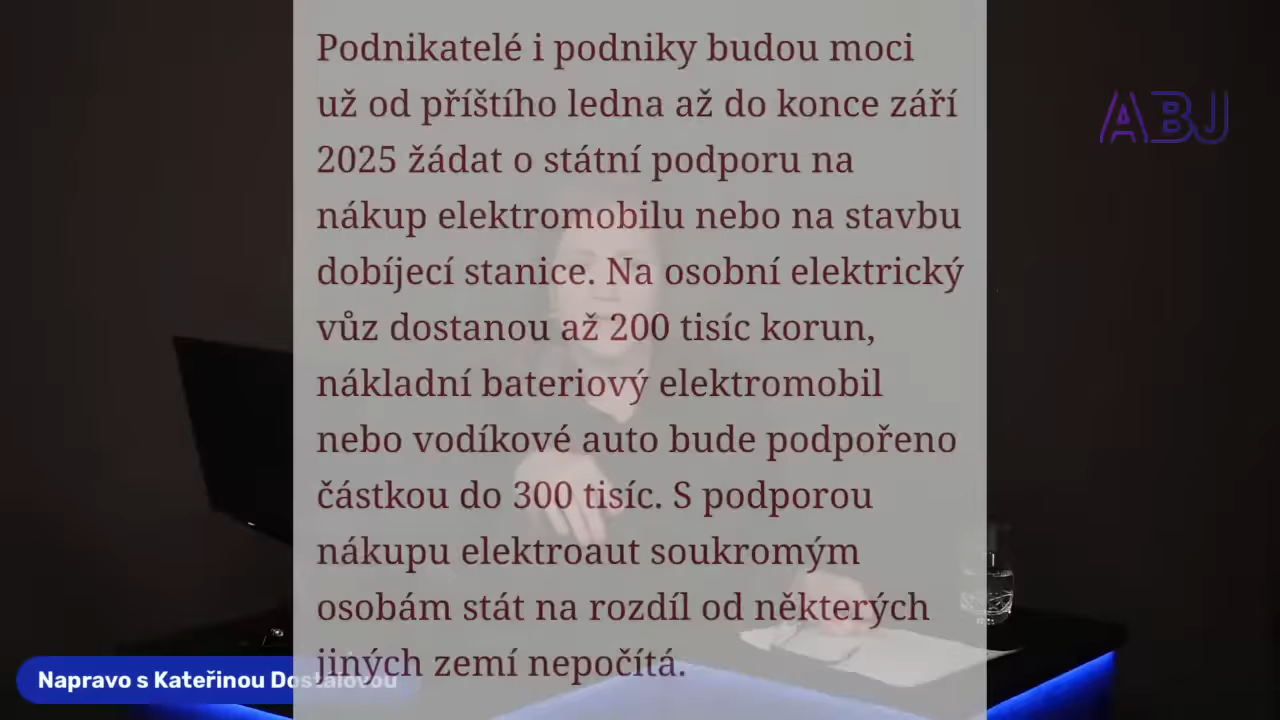 Podnikatelé i podniky budou moci
už od příštího ledna až do konce září
2025 žádat o státní podporu na
nákup elektromobilu nebo na stavbu
dobíjecí stanice. Na osobní elektrický
vůz dostanou až 200 tisíc korun,
nákladní bateriový elektromobil
nebo vodíkové auto bude podpořeno
částkou do 300 tisíc. S podporou
nákupu elektroaut soukromým
osobám stát na rozdíl od některých
jiných zemí nepočítá.
ABJ
Napravo s Kateřinou Dostálovou